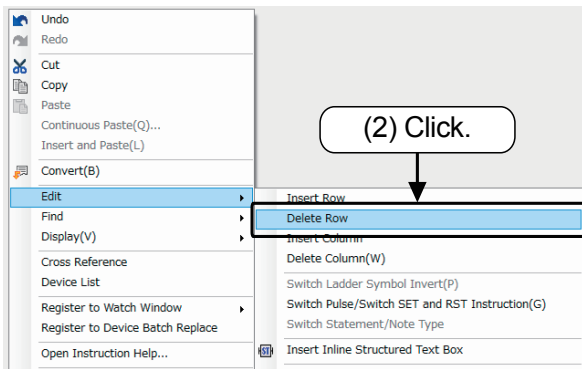 Undo
Redo
Cut
Copy
Paste
Continuous Paste(Q)...
Insert and Paste(L)
Convert(B)
Edit
Find
Display(V)
Cross Reference
Device List
Register to Watch Window
Register to Device Batch Replace
Open Instruction Help...
(2) Click.
Insert Row
Delete Row
Insert Column
Delete Column(W)
Switch Ladder Symbol Invert(P)
Switch Pulse/Switch SET and RST Instruction(G)
Switch Statement/Note Type
ST
Insert Inline Structured Text Box